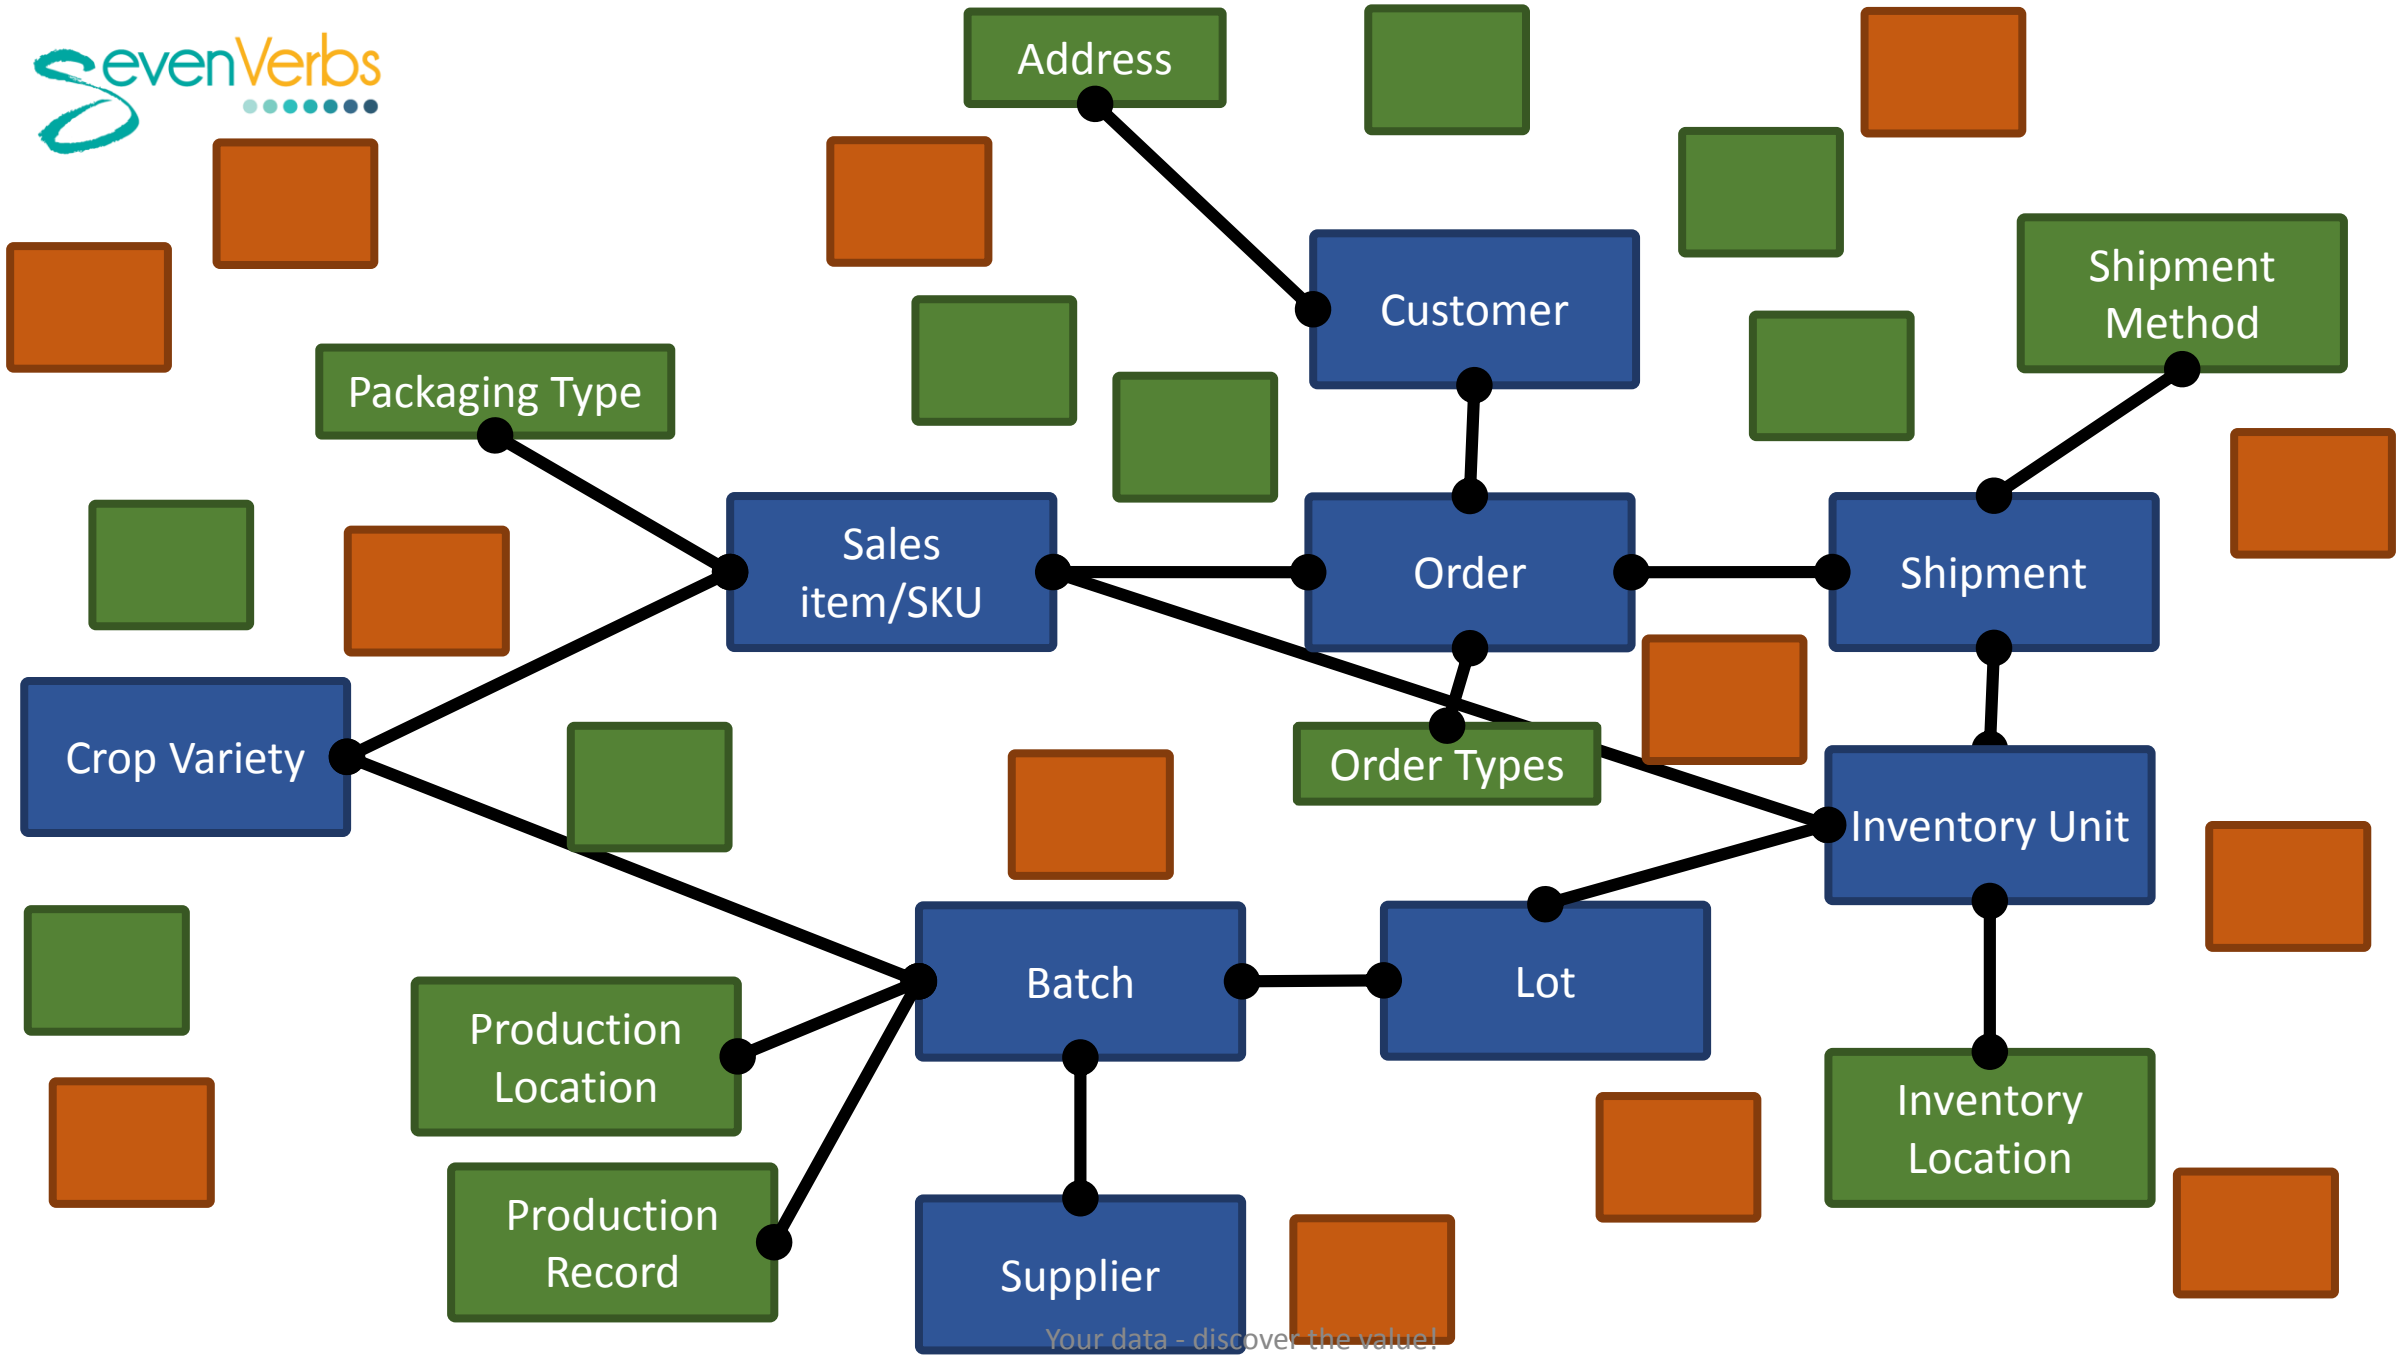 SevenVerbs
Address
Customer
Shipment
Method
Packaging Type
Sales
item/SKU
Order
Shipment
Crop Variety
Order Types
Inventory Unit
Batch
Lot
Production
Location
Inventory
Location
Production
Record
Supplier
Your data - discover the value!